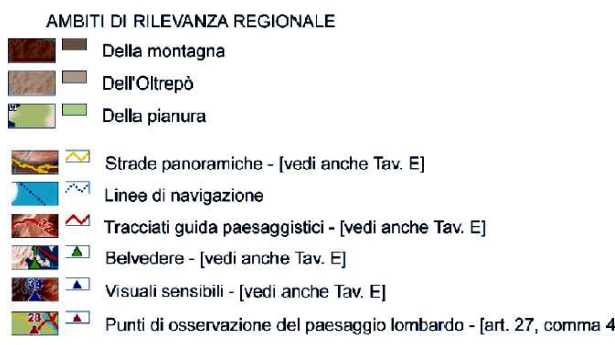 AMBITI DI RILEVANZA REGIONALE
Della montagna
Dell'Oltrepò
Della pianura
Strade panoramiche - [vedi anche Tav. E]
Linee di navigazione
Tracciati guida paesaggistici - [vedi anche Tav. E]
Belvedere - [vedi anche Tav. E]
Visuali sensibili - [vedi anche Tav. E]
Punti di osservazione del paesaggio lombardo - [art. 27, comma 4